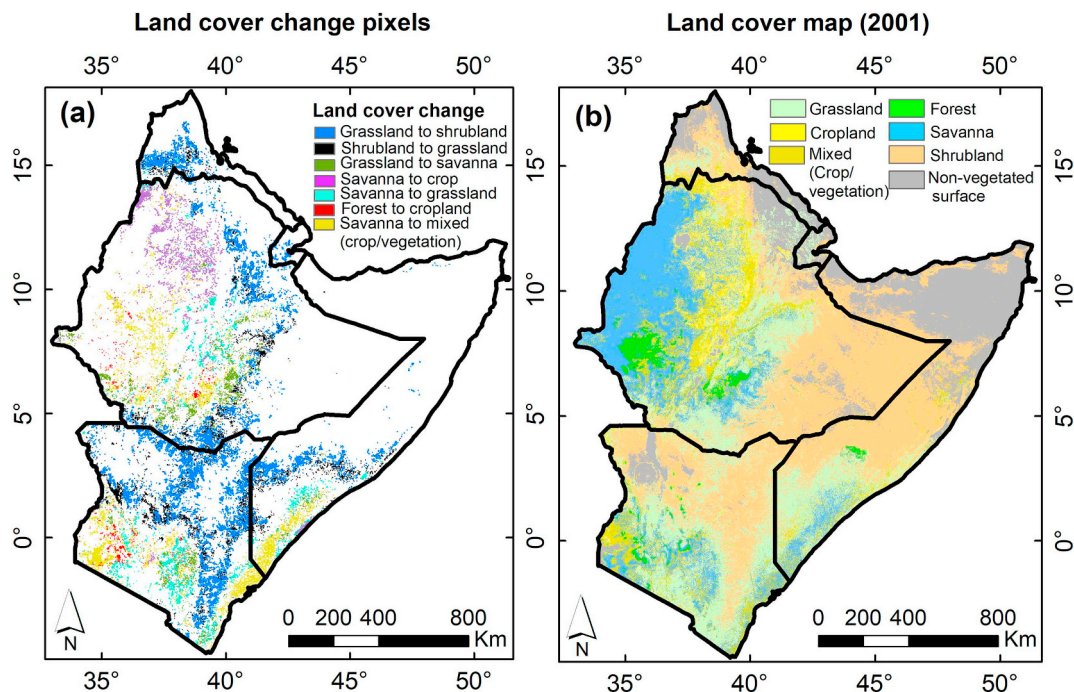 Land cover change pixels
35° 40° 45° 50°
(a)
Land cover change
Grassland to shrubland
Shrubland to grassland
Grassland to savanna
Savanna to crop
Savanna to grassland
Forest to cropland
Savanna to mixed
(crop/vegetation)
15°
10°
5°
0°
N
0 200 400 800
Km
35° 40° 45° 50°
Land cover map (2001)
35° 40° 45° 50°
(b)
Grassland
Cropland
Mixed
(Crop/
vegetation)
Forest
Savanna
Shrubland
Non-vegetated
surface
15°
10°
5°
0°
N
0 200 400 800
Km
35° 40° 45° 50°